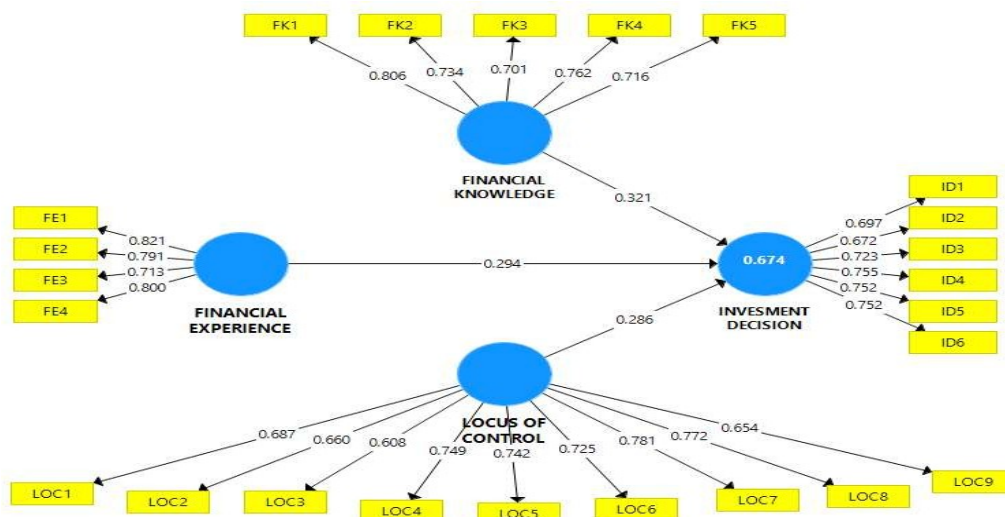 FK1 FK2 FK3 FK4 FK5
0.806 0.734 0.701 0.762 0.716
FINANCIAL
KNOWLEDGE
0.321
FE1
FE2
FE3
FE4
0.821
0.791
0.713
0.800
FINANCIAL
EXPERIENCE
0.294
0.674
INVESMENT
DECISION
0.697
0.672
0.723
0.755
0.752
0.752
ID1
ID2
ID3
ID4
ID5
ID6
0.286
LOCUS OF
CONTROL
0.687 0.660 0.608 0.749 0.742 0.725 0.781 0.772 0.654
LOC1 LOC2 LOC3 LOC4 LOC5 LOC6 LOC7 LOC8 LOC9